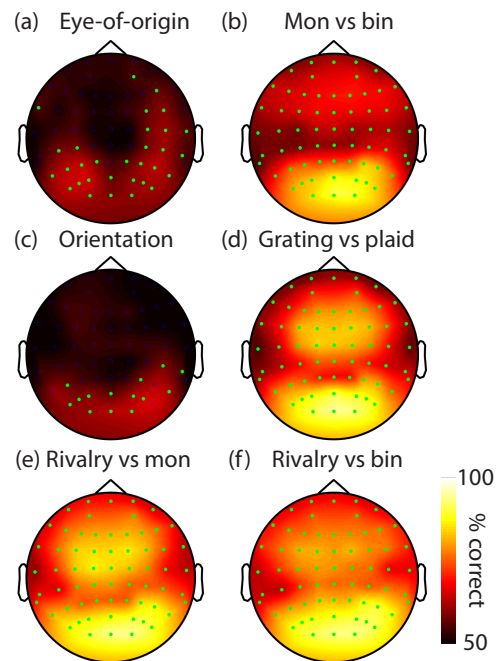 (a) Eye-of-origin
(b) Mon vs bin
(c) Orientation
(d) Grating vs plaid
(e) Rivalry vs mon
(f) Rivalry vs bin
100
% correct
50